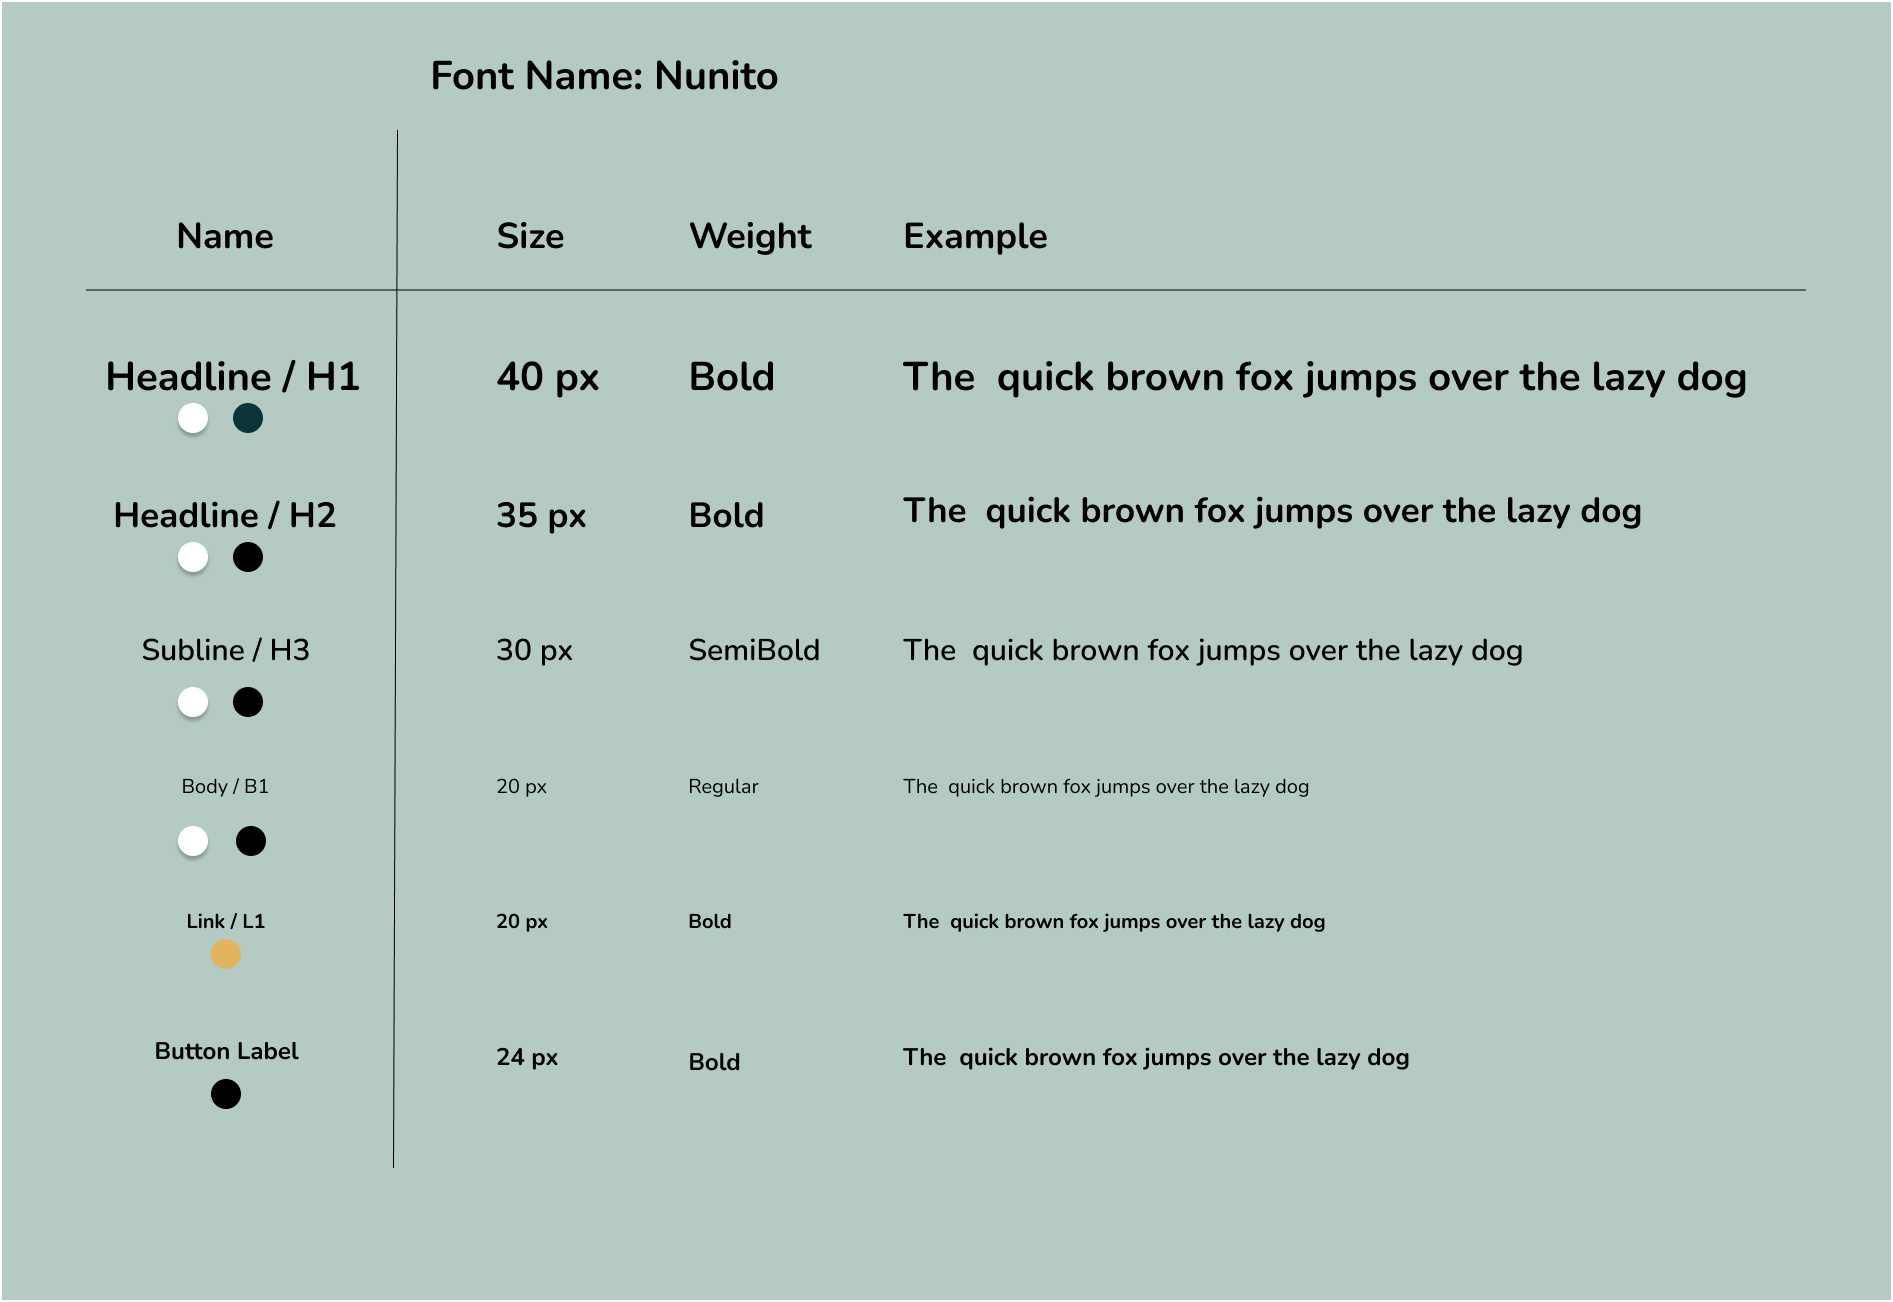 Font Name: Nunito
Name Size Weight Example
Headline / H1 40 px Bold The  quick brown fox jumps over the lazy dog
Headline / H2 35 px Bold The  quick brown fox jumps over the lazy dog
Subline / H3 30 px SemiBold The  quick brown fox jumps over the lazy dog
Body / B1 20 px Regular The  quick brown fox jumps over the lazy dog
Link / L1 20 px Bold The  quick brown fox jumps over the lazy dog
Button Label 24 px Bold The  quick brown fox jumps over the lazy dog